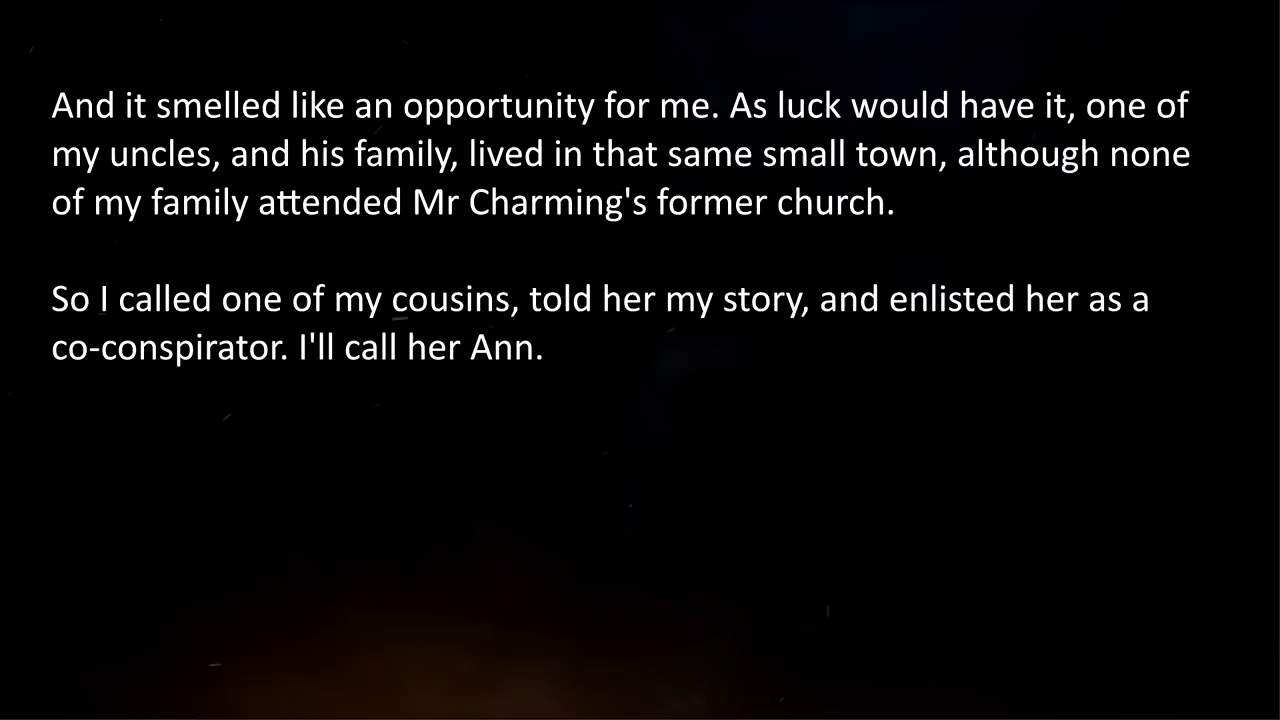 And it smelled like an opportunity for me. As luck would have it, one of
my uncles, and his family, lived in that same small town, although none
of my family attended Mr Charming's former church.
So I called one of my cousins, told her my story, and enlisted her as a
co-conspirator. I'll call her Ann.